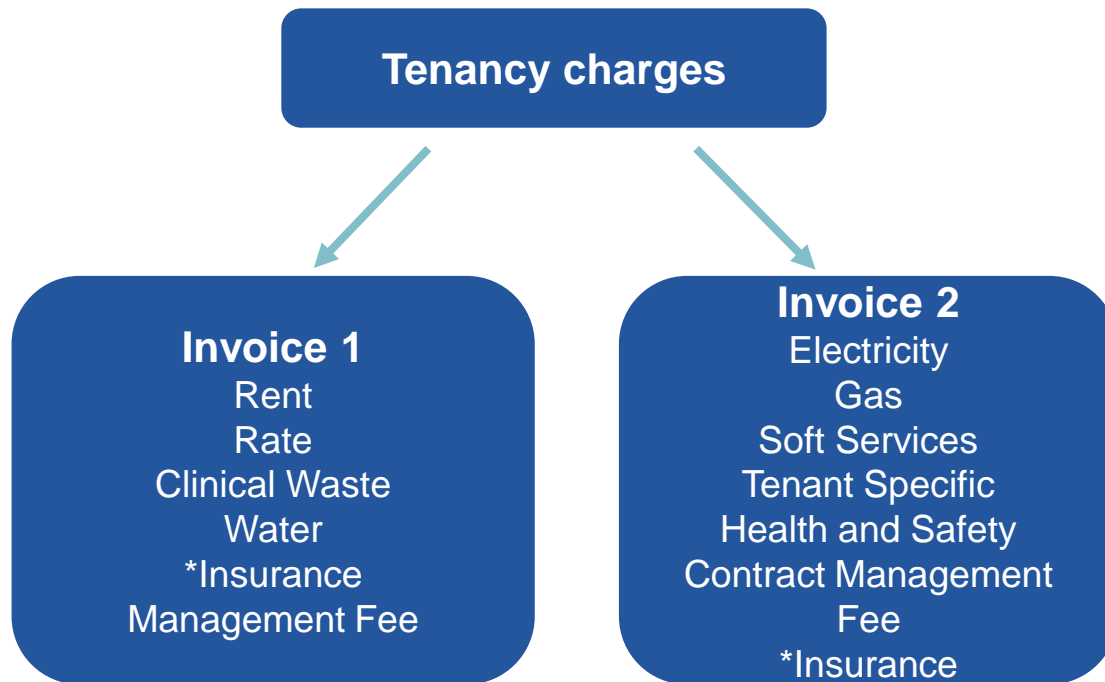 Tenancy charges
Invoice 1
Rent
Rate
Clinical Waste
Water
*Insurance
Management Fee
Invoice 2
Electricity
Gas
Soft Services
Tenant Specific
Health and Safety
Contract Management
Fee
*Insurance